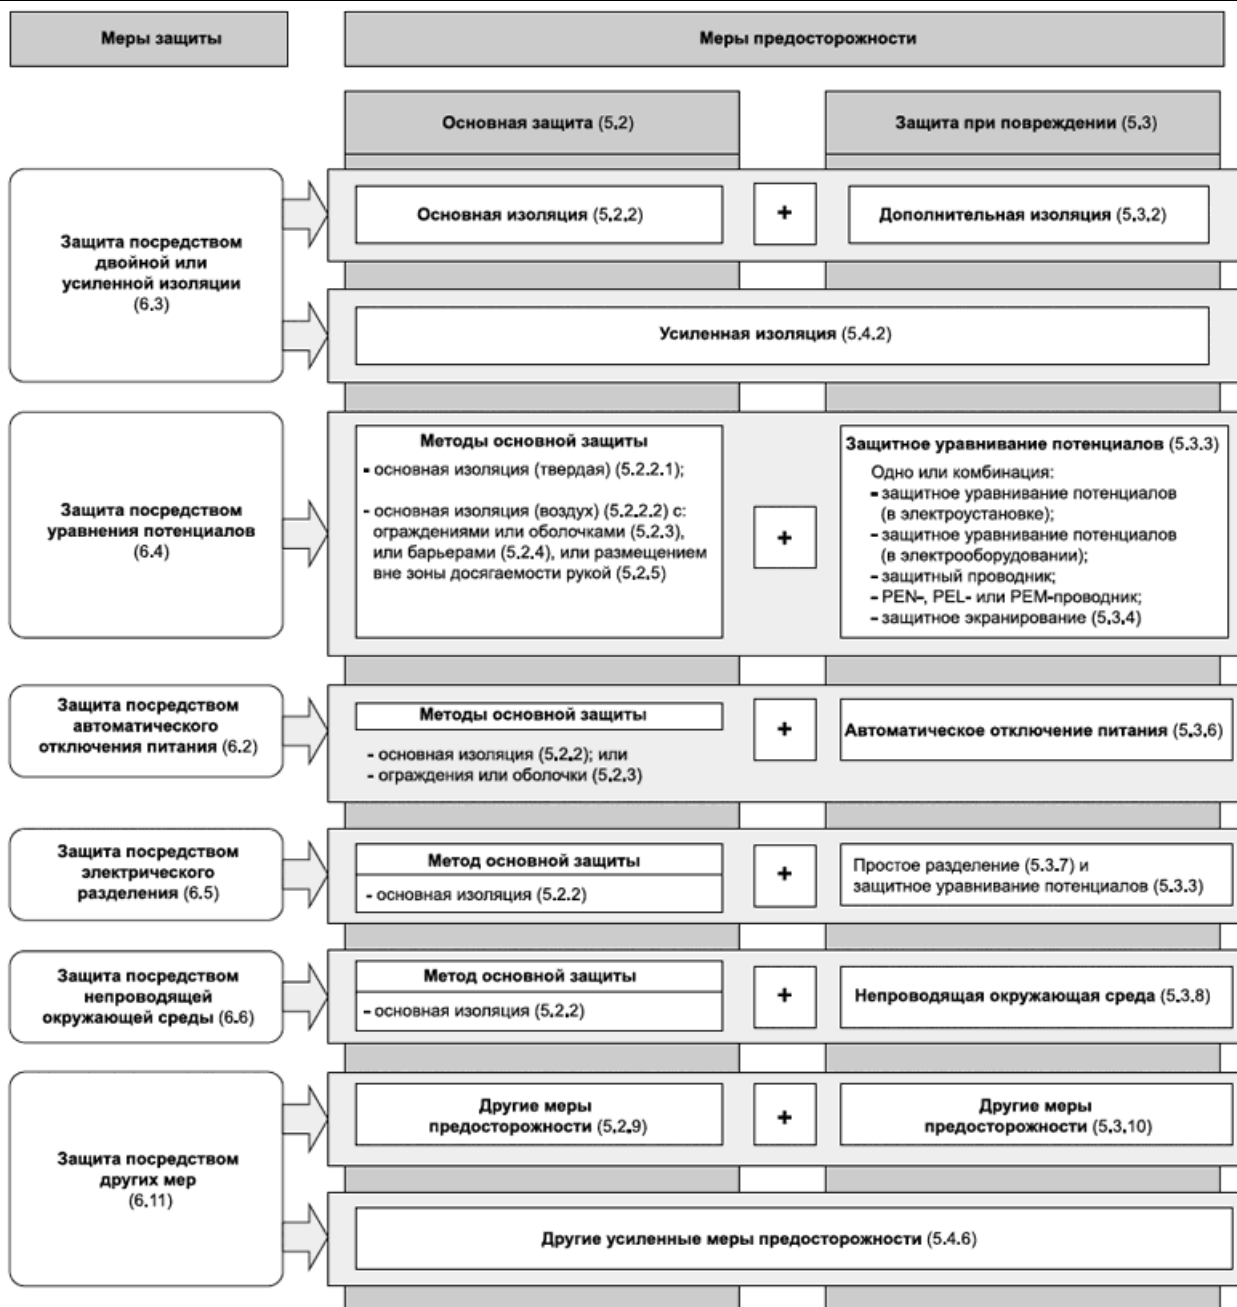 Меры защиты
Меры предосторожности
Основная защита (5.2)
Защита при повреждении (5.3)
Защита посредством
двойной или
усиленной изоляции
(6.3)
Основная изоляция (5.2.2)
+
Дополнительная изоляция (5.3.2)
Усиленная изоляция (5.4.2)
Защита посредством
уравнения потенциалов
(6.4)
Методы основной защиты
- основная изоляция (твердая) (5.2.2.1);
- основная изоляция (воздух) (5.2.2.2) с:
ограждениями или оболочками (5.2.3),
или барьерами (5.2.4), или размещением
вне зоны досягаемости рукой (5.2.5)
+
Защитное уравнивание потенциалов (5.3.3)
Одно или комбинация:
- защитное уравнивание потенциалов
(в электроустановке);
- защитное уравнивание потенциалов
(в электрооборудовании);
- защитный проводник;
- PEN-, PEL- или PEM-проводник;
- защитное экранирование (5.3.4)
Защита посредством
автоматического
отключения питания (6.2)
Методы основной защиты
- основная изоляция (5.2.2); или
- ограждения или оболочки (5.2.3)
+
Автоматическое отключение питания (5.3.6)
Защита посредством
электрического
разделения (6.5)
Метод основной защиты
- основная изоляция (5.2.2)
+
Простое разделение (5.3.7) и
защитное уравнивание потенциалов (5.3.3)
Защита посредством
непроводящей
окружающей среды (6.6)
Метод основной защиты
- основная изоляция (5.2.2)
+
Непроводящая окружающая среда (5.3.8)
Защита посредством
других мер
(6.11)
Другие меры
предосторожности (5.2.9)
+
Другие меры
предосторожности (5.3.10)
Другие усиленные меры предосторожности (5.4.6)